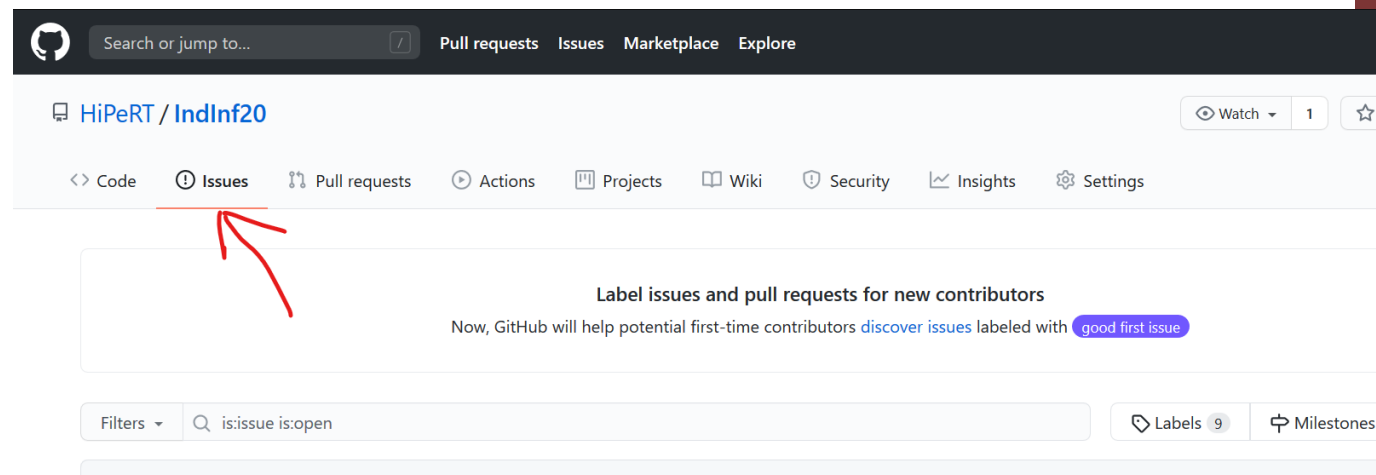 Search or jump to... /
Pull requests Issues Marketplace Explore
HiPeRT / IndInf20
Watch 1
Code Issues Pull requests Actions Projects Wiki Security Insights Settings
Label issues and pull requests for new contributors
Now, GitHub will help potential first-time contributors discover issues labeled with good first issue
Filters is:issue is:open
Labels 9 Milestones